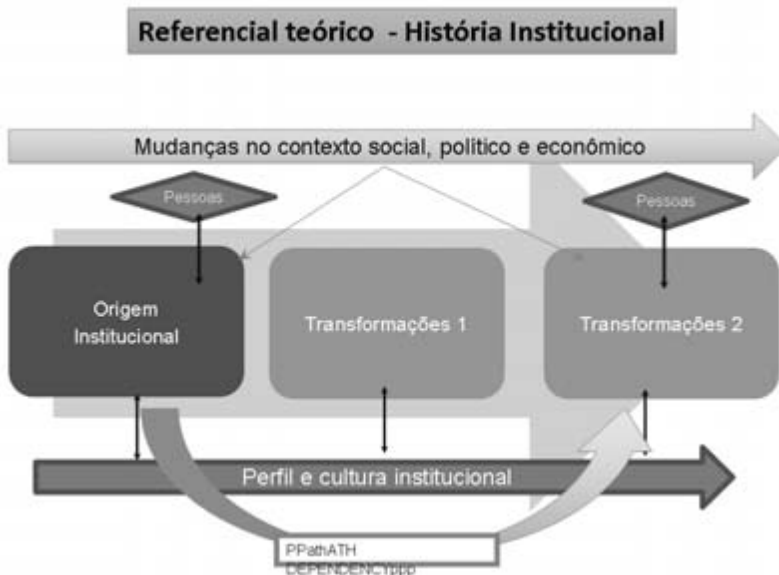 Referencial teórico - História Institucional
Mudanças no contexto social, político e econômico
Pessoas
Pessoas
Origem
Institucional
Transformações 1
Transformações 2
Perfil e cultura institucional
PPathATH
DEPENDENCYppp